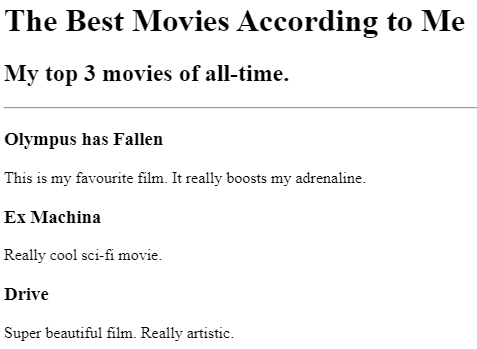 The Best Movies According to Me
My top 3 movies of all-time.
Olympus has Fallen
This is my favourite film. It really boosts my adrenaline.
Ex Machina
Really cool sci-fi movie.
Drive
Super beautiful film. Really artistic.